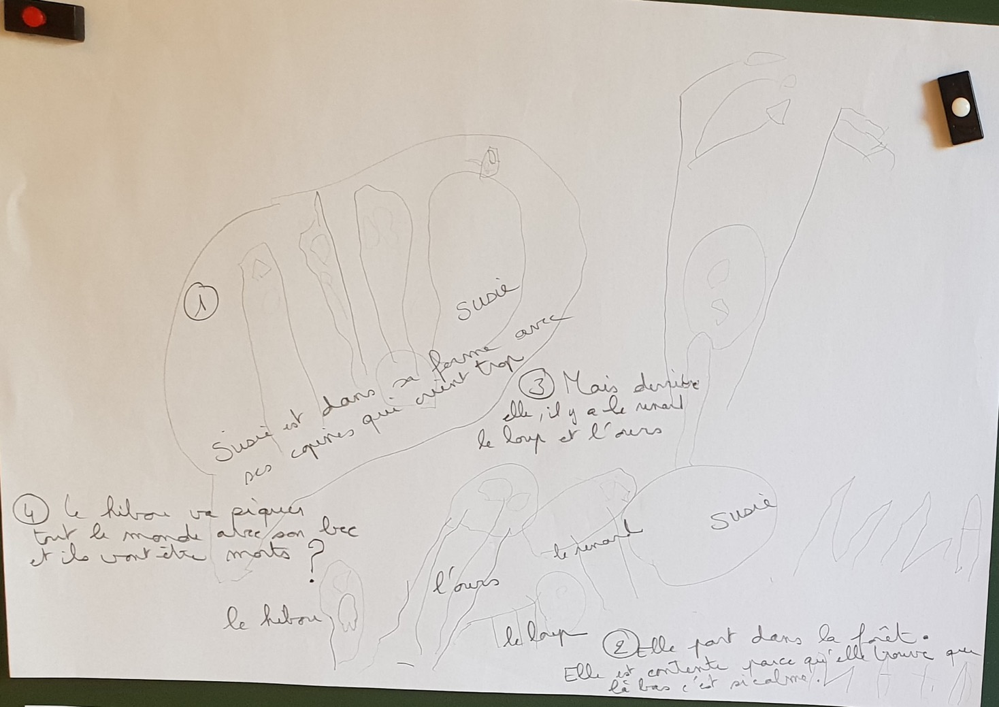 1
Susie
Susie est dans sa ferme avec
ses copines qui crient trop
3 Mais derrière
elle, il y a le renard
le loup et l'ours
4 le hibou va piquer
tout le monde avec son bec
et ils vont être morts ?
Susie
le renard
l'ours
le hibou
le loup
2 Elle part dans la forêt.
Elle est contente parce qu'elle trouve que
là bas c'est si calme.